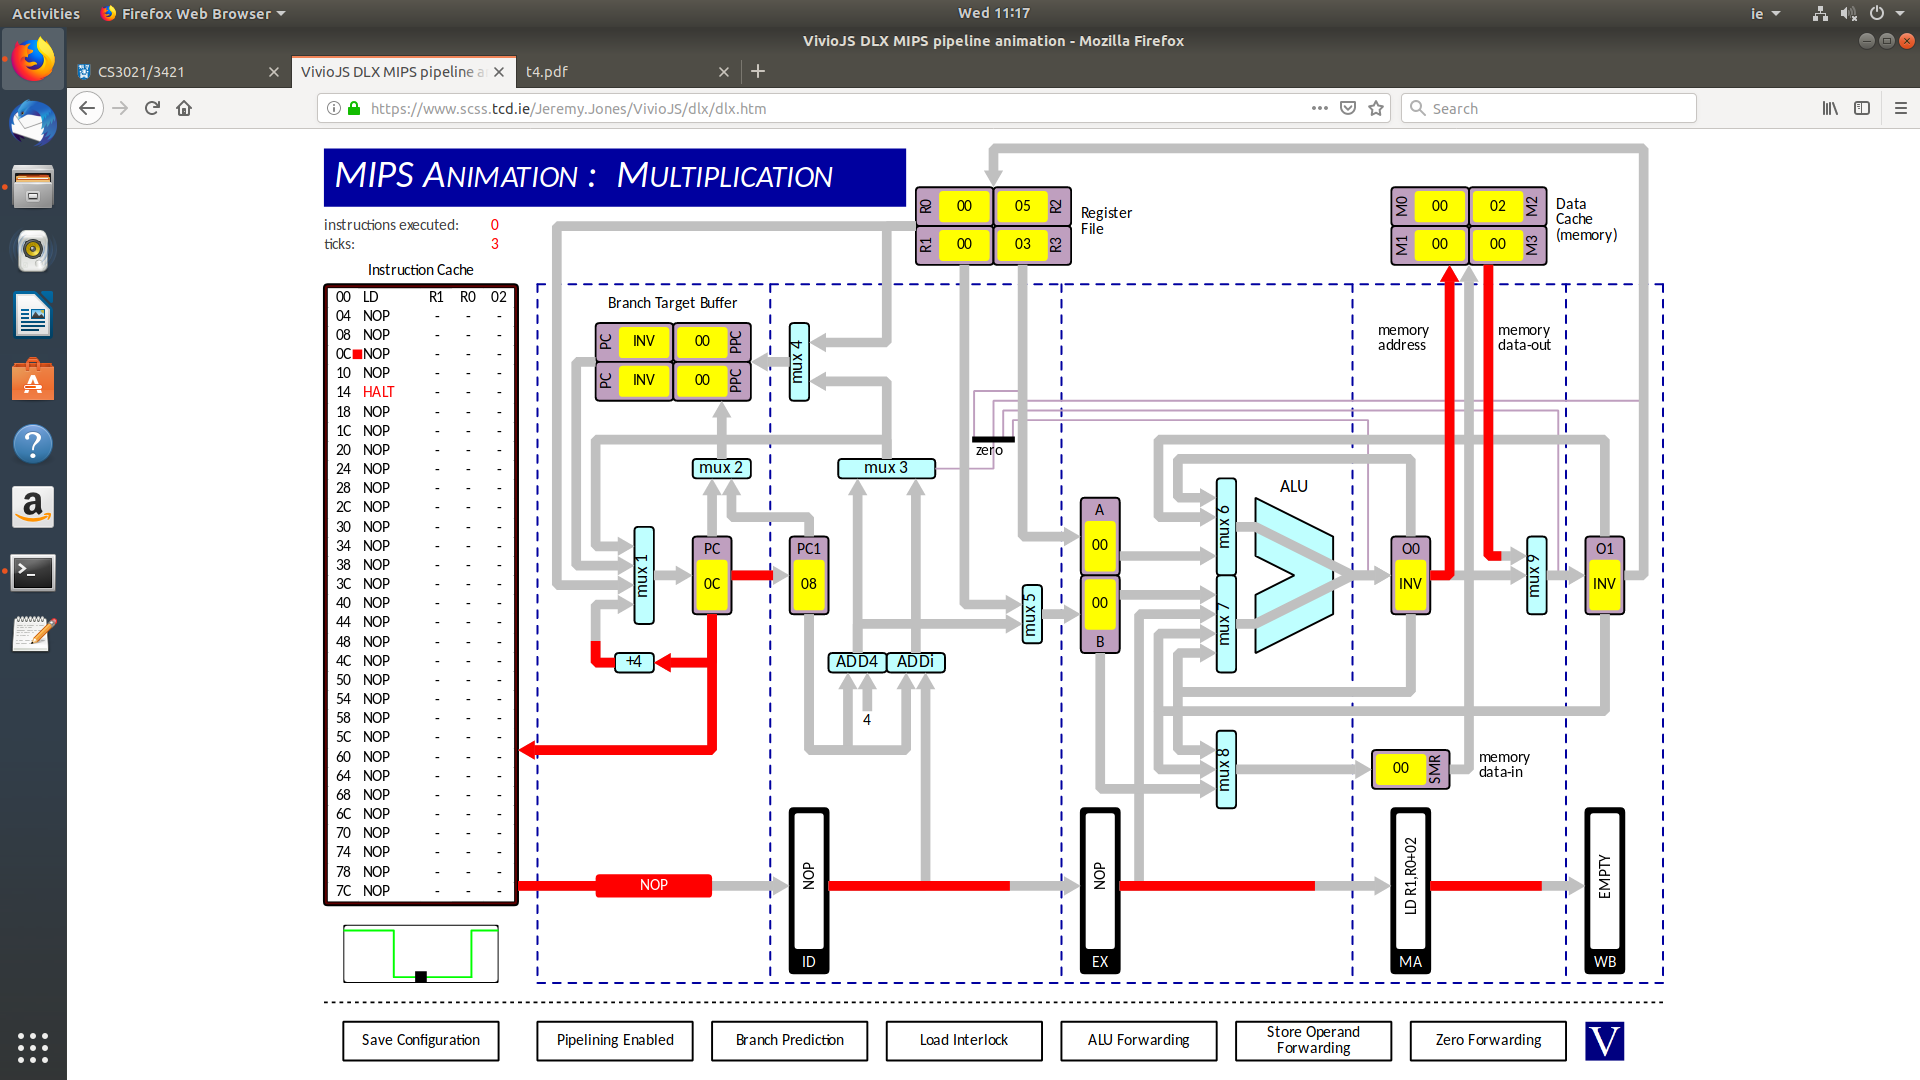 Activities Firefox Web Browser Wed 11:17 ie
VivioJS DLX MIPS pipeline animation - Mozilla Firefox
CS3021/3421 VivioJS DLX MIPS pipeline a t4.pdf
https://www.scss.tcd.ie/Jeremy.Jones/VivioJS/dlx/dlx.htm Search
MIPS ANIMATION : MULTIPLICATION
instructions executed: 0
ticks: 3
Instruction Cache
00 LD R1 R0 02
04 NOP - - -
08 NOP - - -
0C NOP - - -
10 NOP - - -
14 HALT - - -
18 NOP - - -
1C NOP - - -
20 NOP - - -
24 NOP - - -
28 NOP - - -
2C NOP - - -
30 NOP - - -
34 NOP - - -
38 NOP - - -
3C NOP - - -
40 NOP - - -
44 NOP - - -
48 NOP - - -
4C NOP - - -
50 NOP - - -
54 NOP - - -
58 NOP - - -
5C NOP - - -
60 NOP - - -
64 NOP - - -
68 NOP - - -
6C NOP - - -
70 NOP - - -
74 NOP - - -
78 NOP - - -
7C NOP - - -
R0 00 05 R2
R1 00 03 R3
Register
File
M0 00 02 M2
M1 00 00 M3
Data
Cache
(memory)
Branch Target Buffer
PC INV 00 PPC
PC INV 00 PPC
mux 4
memory
address
memory
data-out
zero
mux 2
mux 3
mux 1
PC
0C
PC1
08
+4
ADD4 ADDi
4
mux 5
A
00
00
B
mux 6
mux 7
ALU
O0
INV
mux 9
O1
INV
mux 8
00 SMR
memory
data-in
NOP
NOP
ID
NOP
EX
LD R1,R0+02
MA
EMPTY
WB
Save Configuration
Pipelining Enabled
Branch Prediction
Load Interlock
ALU Forwarding
Store Operand
Forwarding
Zero Forwarding
V